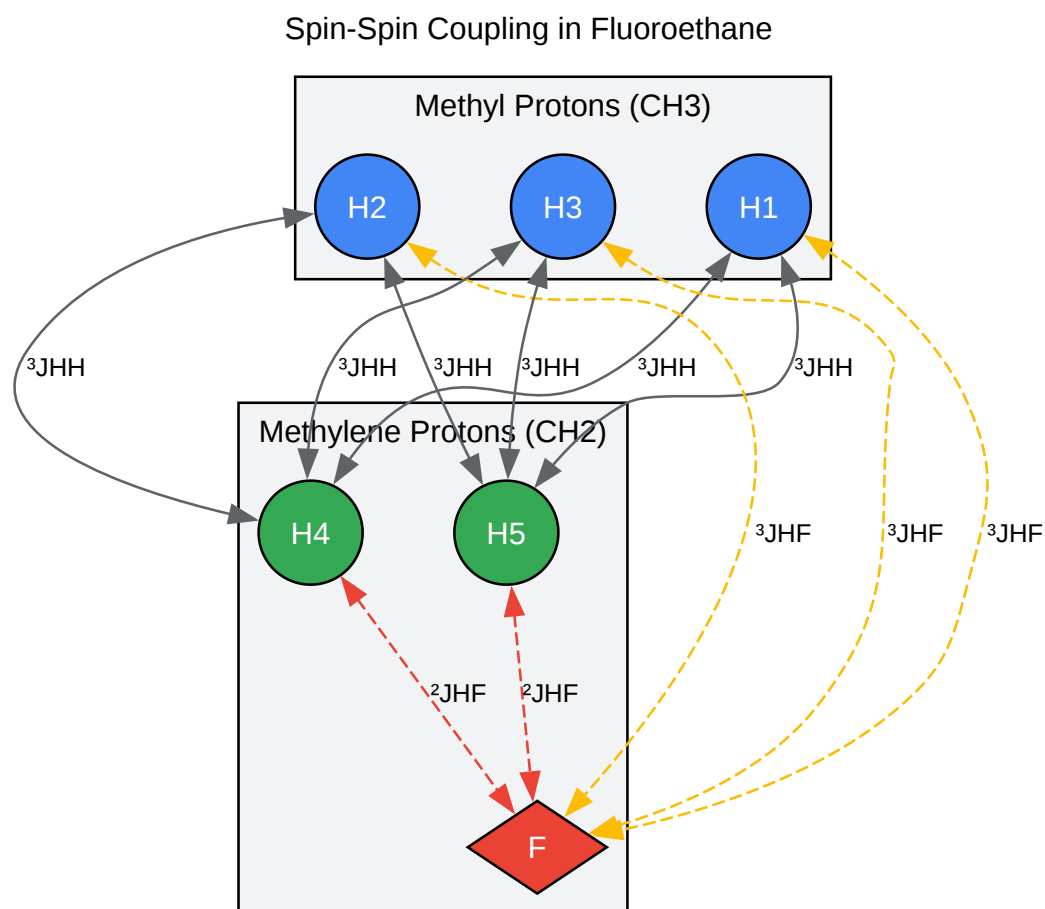 Spin-Spin Coupling in Fluoroethane
Methyl Protons (CH3)
H2
H3
H1
³JHH
³JHH
³JHH
³JHH
³JHH
³JHH
Methylene Protons (CH2)
H4
H5
³JHF
³JHF
³JHF
²JHF
²JHF
F